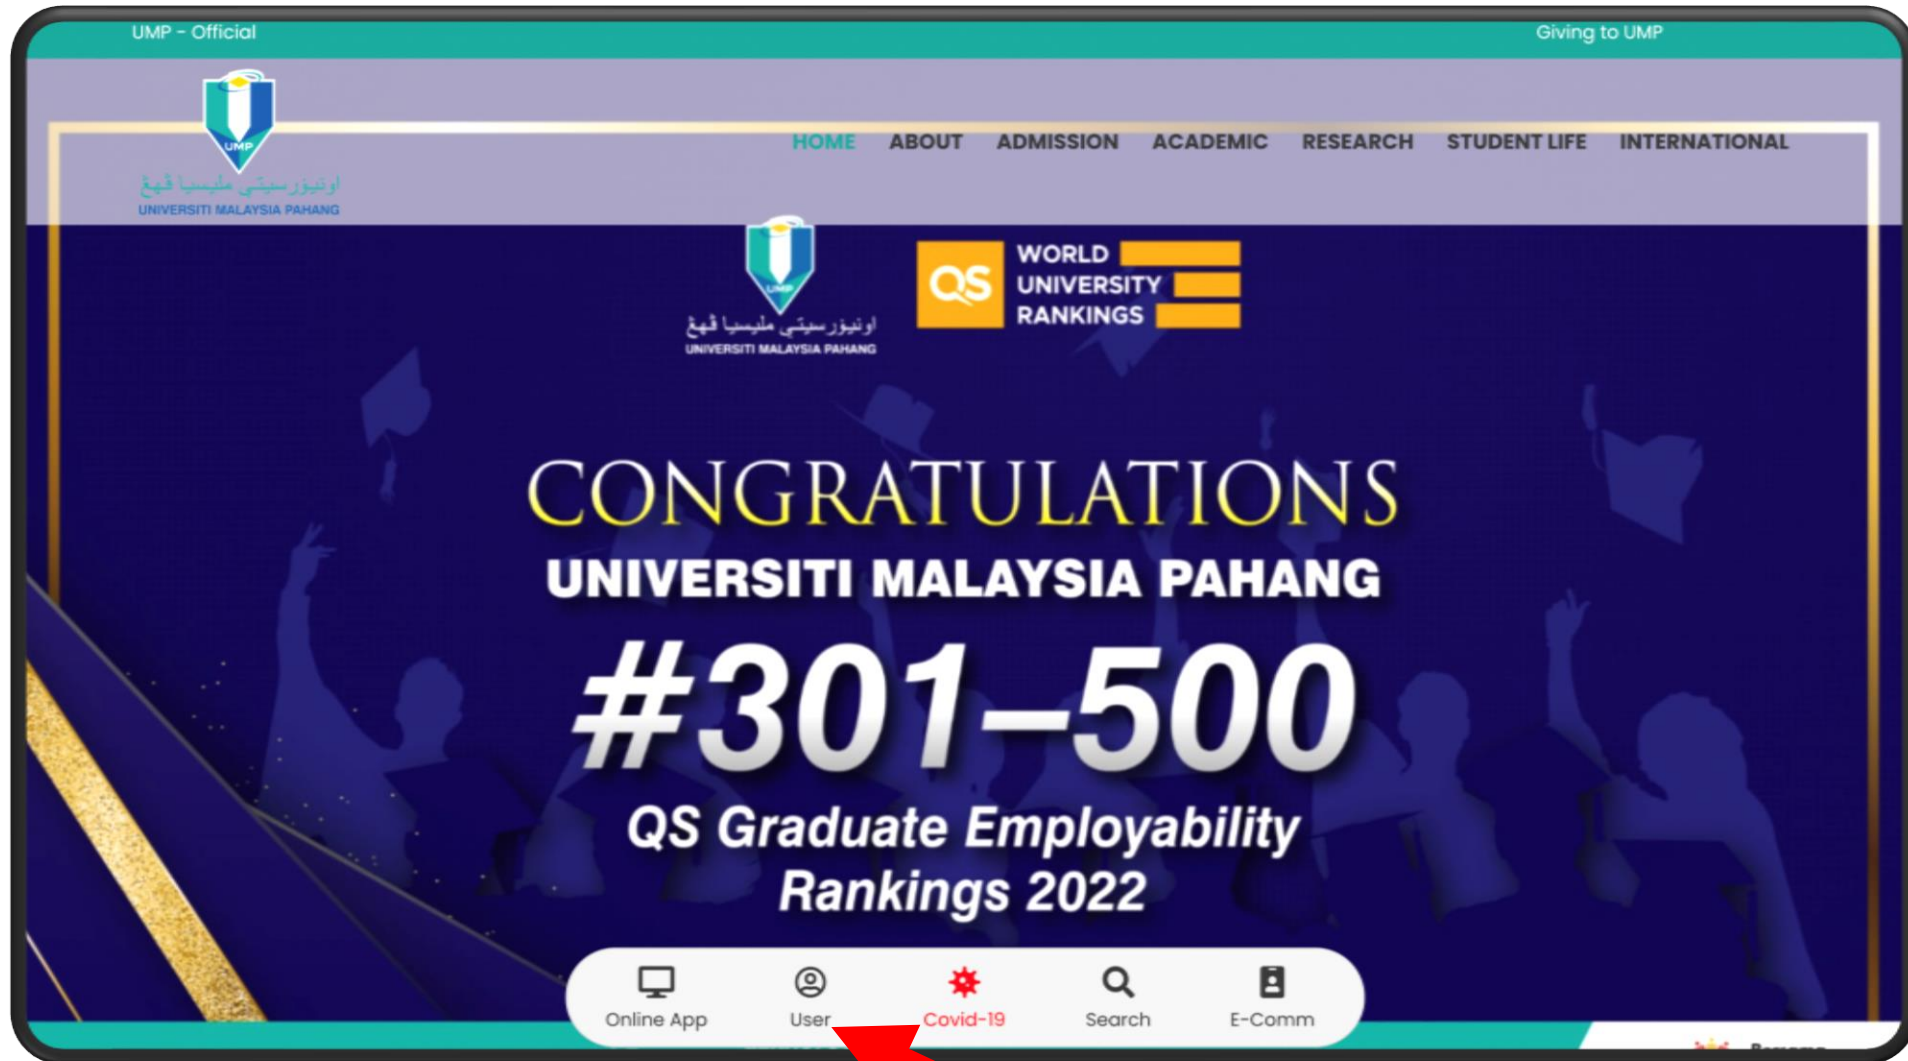 UMP - Official
Giving to UMP
UMP
اونيۏرسيتي مليسيا ڤهڠ
UNIVERSITI MALAYSIA PAHANG
HOME ABOUT ADMISSION ACADEMIC RESEARCH STUDENT LIFE INTERNATIONAL
UMP
اونيۏرسيتي مليسيا ڤهڠ
UNIVERSITI MALAYSIA PAHANG
QS
WORLD
UNIVERSITY
RANKINGS
CONGRATULATIONS
UNIVERSITI MALAYSIA PAHANG
#301–500
QS Graduate Employability
Rankings 2022
Online App
User
Covid-19
Search
E-Comm